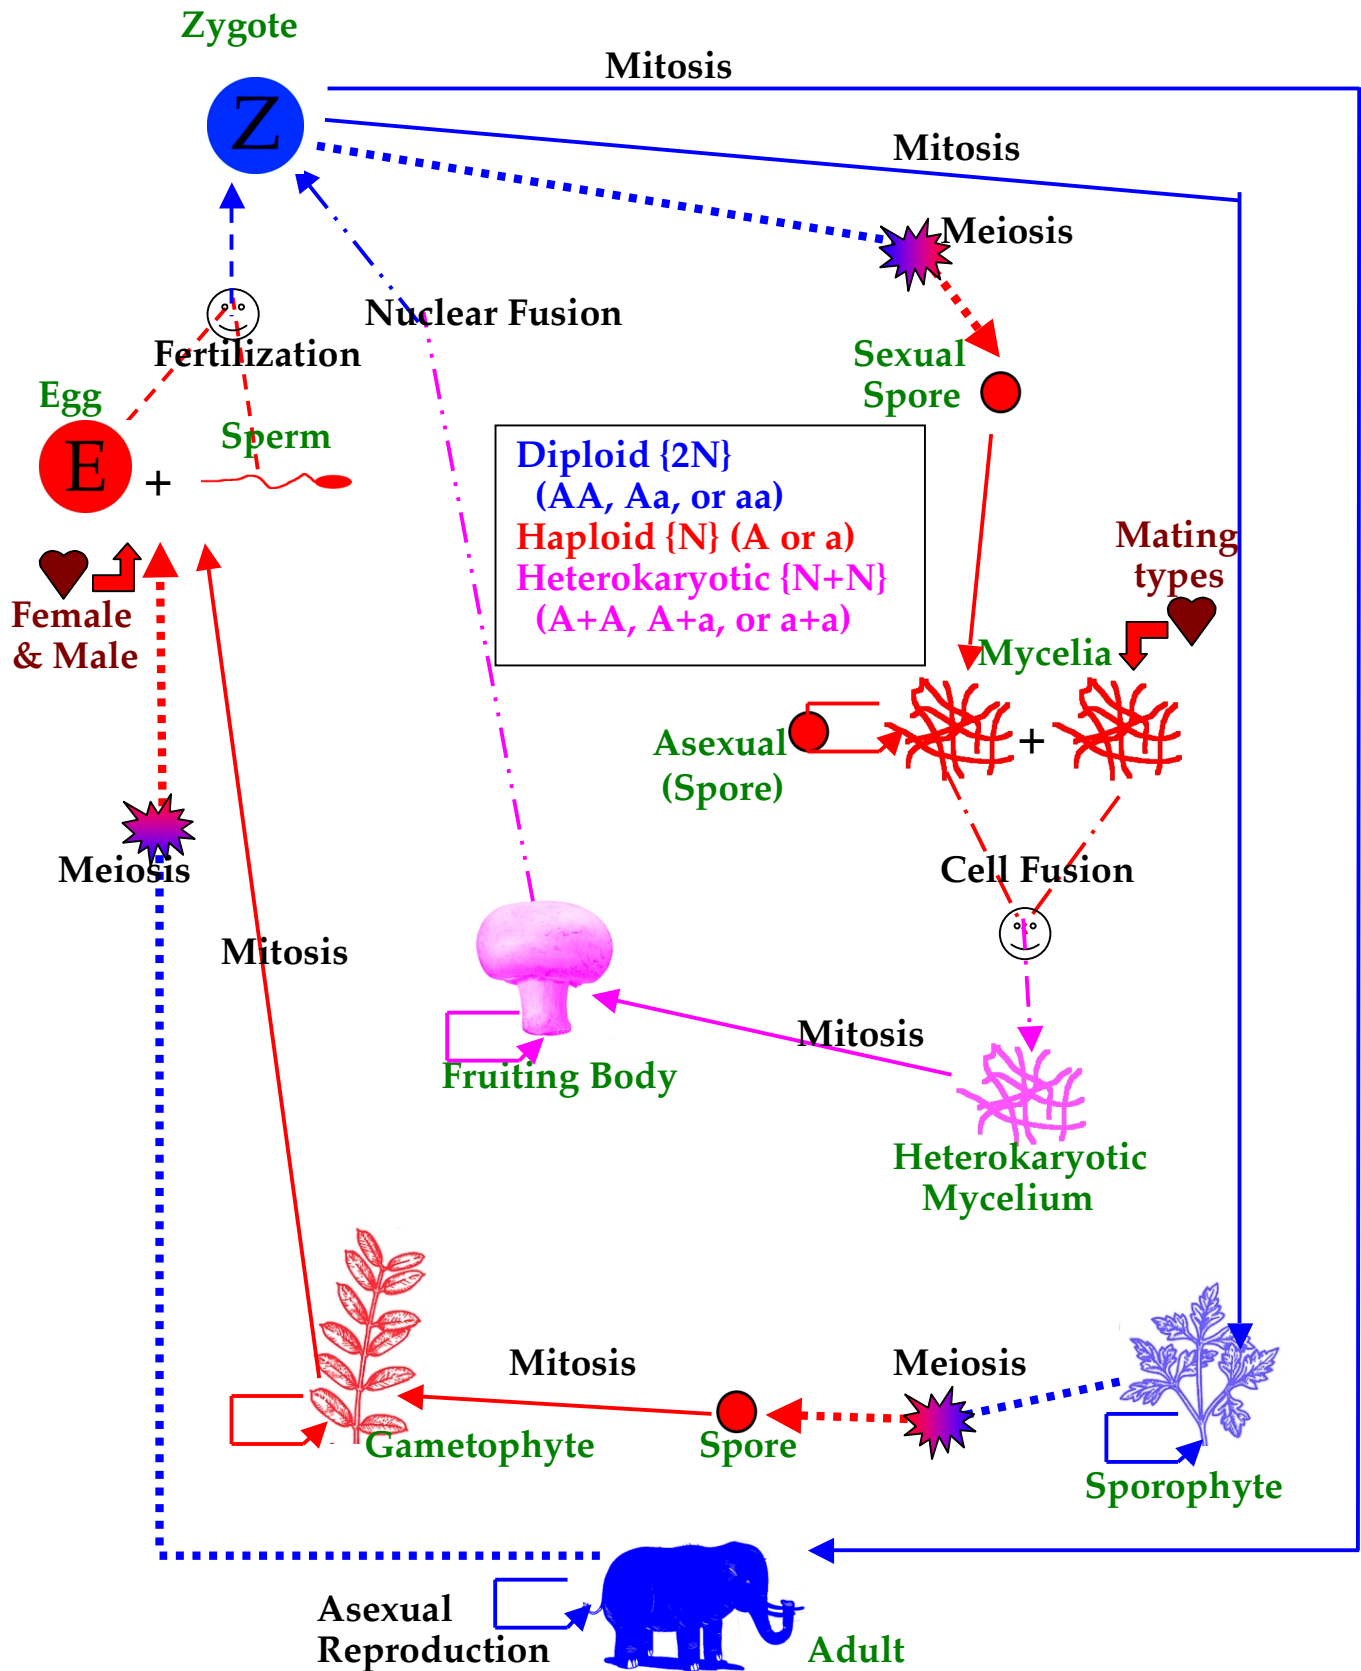 Zygote
Mitosis
Z
Mitosis
Meiosis
Nuclear Fusion
Fertilization
Sexual
Spore
Egg
Sperm
E
+
Diploid {2N}
(AA, Aa, or aa)
Haploid {N} (A or a)
Heterokaryotic {N+N}
(A+A, A+a, or a+a)
Mating
types
Female
& Male
Mycelia
Asexual
(Spore)
+
Meiosis
Cell Fusion
Mitosis
Mitosis
Fruiting Body
Heterokaryotic
Mycelium
Mitosis
Meiosis
Gametophyte
Spore
Sporophyte
Asexual
Reproduction
Adult